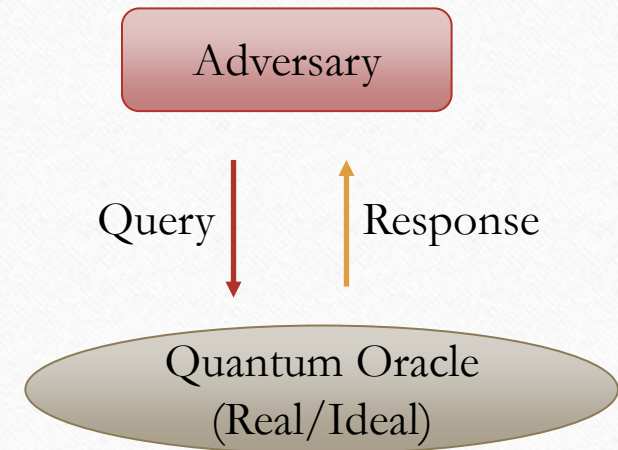 Adversary
Query
Response
Quantum Oracle
(Real/Ideal)